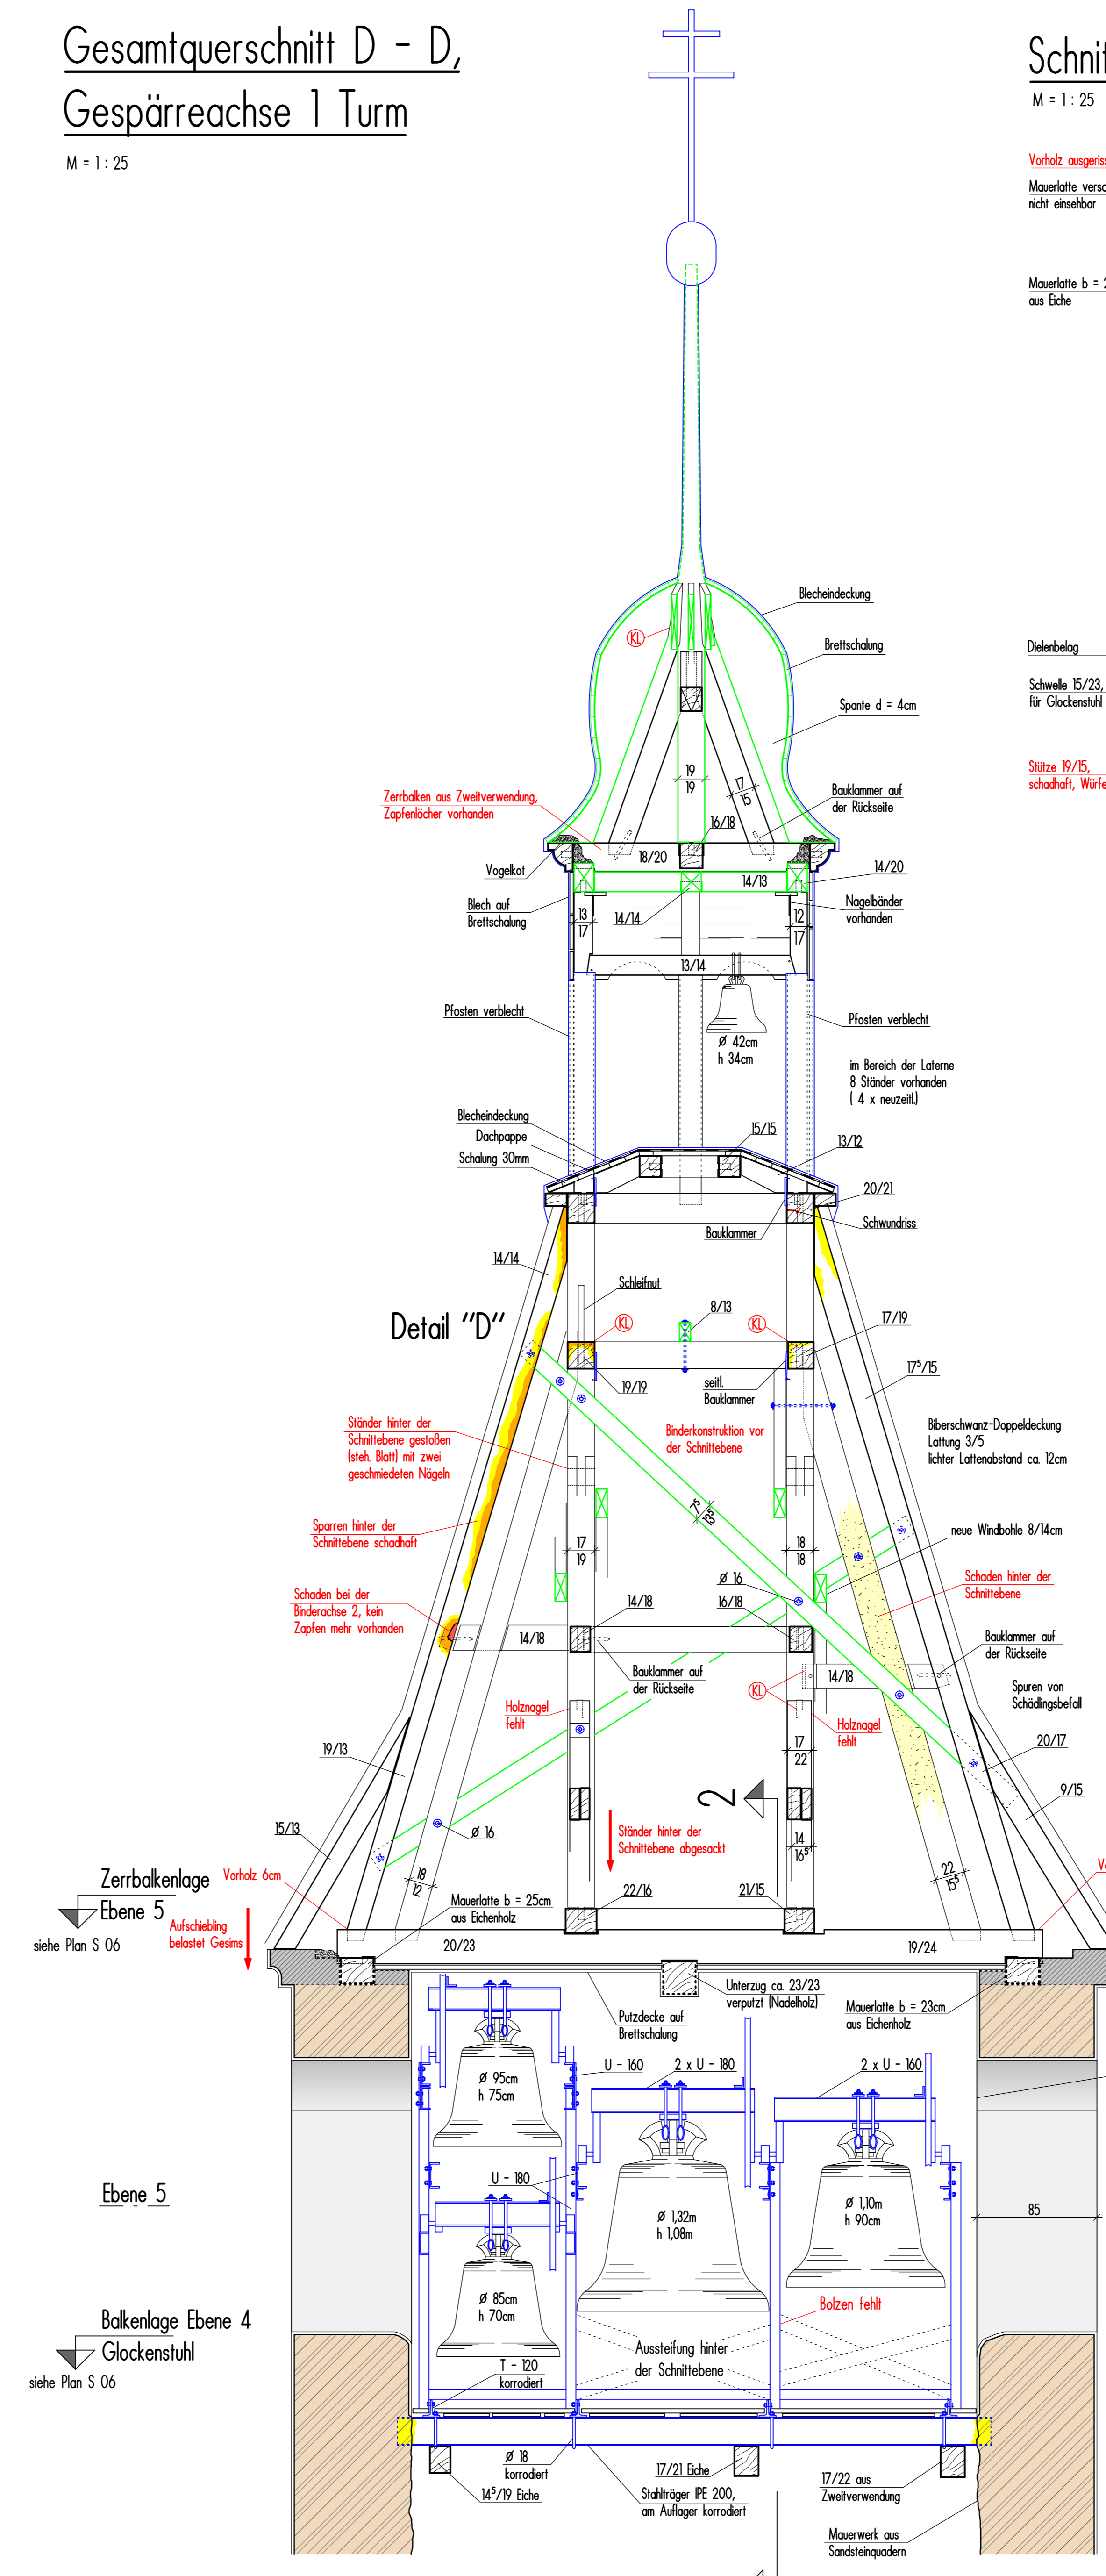 Gesamtquerschnitt D - D,
Gespärreachse 1 Turm
M = 1 : 25
M = 1 : 25
Mauerlatte
nicht einsehbar
Mauerlatte b =
aus Eiche
Blecheindeckung
KL
Brettschalung
Dielenbelag
Schwelle 15/23,
für Glockenstuhl
Spante d = 4cm
Stütze 19/15,
schadhaft,
19
19
17
15
Zerrbalken aus Zweitverwendung,
Zapfenlöcher vorhanden
Bauklammer auf
der Rückseite
16/18
18/20
Vogelkot
14/20
14/13
Blech auf
Brettschalung
13
17
14/14
12
17
Nagelbänder
vorhanden
13/14
Pfosten verblecht
Pfosten verblecht
Ø 42cm
h 34cm
im Bereich der Laterne
8 Ständer vorhanden
( 4 x neuzeitl.)
Blecheindeckung
Dachpappe
Schalung 30mm
15/15
13/12
20/21
Schwundriss
Bauklammer
14/14
Schleifnut
8/13
Detail "D"
KL
KL
17/19
19/19
seitl.
Bauklammer
17⁵/15
Ständer hinter der
Schnittebene gestoßen
(steh. Blatt) mit zwei
geschmiedeten Nägeln
Binderkonstruktion vor
der Schnittebene
Biberschwanz-Doppeldeckung
Lattung 3/5
lichter Lattenabstand ca. 12cm
Sparren hinter der
Schnittebene schadhaft
17
19
18
18
neue Windbohle 8/14cm
Schaden bei der
Binderachse 2, kein
Zapfen mehr vorhanden
Ø 16
Schaden hinter der
Schnittebene
14/18
16/18
14/18
Bauklammer auf
der Rückseite
Bauklammer auf
der Rückseite
14/18
KL
Spuren von
Schädlingsbefall
Holznagel
fehlt
Holznagel
fehlt
19/13
17
22
20/17
9/15
2
15/13
Ø 16
Ständer hinter der
Schnittebene abgesackt
14
16⁵
Zerrbalkenlage
Ebene 5
siehe Plan S 06
Vorholz 6cm
18
12
22
15⁵
Mauerlatte b = 25cm
aus Eichenholz
22/16
21/15
Aufschiebling
belastet Gesims
20/23
19/24
Unterzug ca. 23/23
verputzt (Nadelholz)
Putzdecke auf
Brettschalung
Mauerlatte b = 23cm
aus Eichenholz
Ø 95cm
h 75cm
U - 160
2 x U - 180
2 x U - 160
Ebene 5
U - 180
Ø 1,32m
h 1,08m
Ø 1,10m
h 90cm
85
Ø 85cm
h 70cm
Bolzen fehlt
Balkenlage Ebene 4
Glockenstuhl
siehe Plan S 06
Aussteifung hinter
der Schnittebene
T - 120
korrodiert
Ø 18
korrodiert
14⁵/19 Eiche
17/21 Eiche
Stahlträger IPE 200,
am Auflager korrodiert
17/22 aus
Zweitverwendung
Mauerwerk aus
Sandsteinquadern